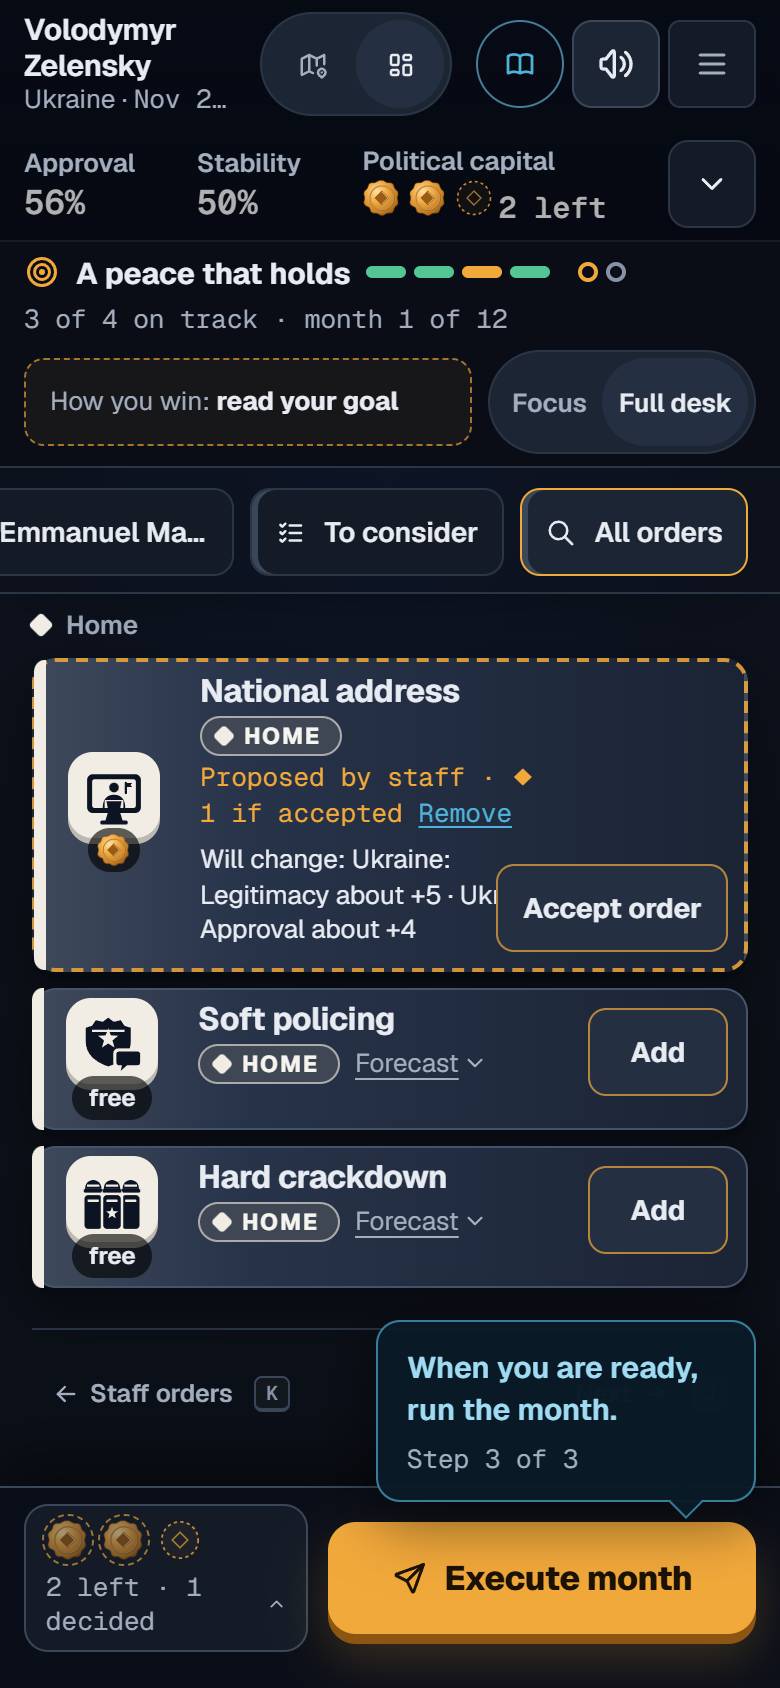 Volodymyr
Zelensky
Ukraine · Nov 2…
Approval
56%
Stability
50%
Political capital
2 left
A peace that holds
3 of 4 on track · month 1 of 12
How you win: read your goal
Focus
Full desk
Emmanuel Ma…
To consider
All orders
Home
National address
HOME
Proposed by staff ·
1 if accepted Remove
Will change: Ukraine:
Legitimacy about +5 ·
Approval about +4
Accept order
Soft policing
HOME
Forecast
free
Add
Hard crackdown
HOME
Forecast
free
Add
Staff orders
K
When you are ready,
run the month.
Step 3 of 3
2 left · 1
decided
Execute month